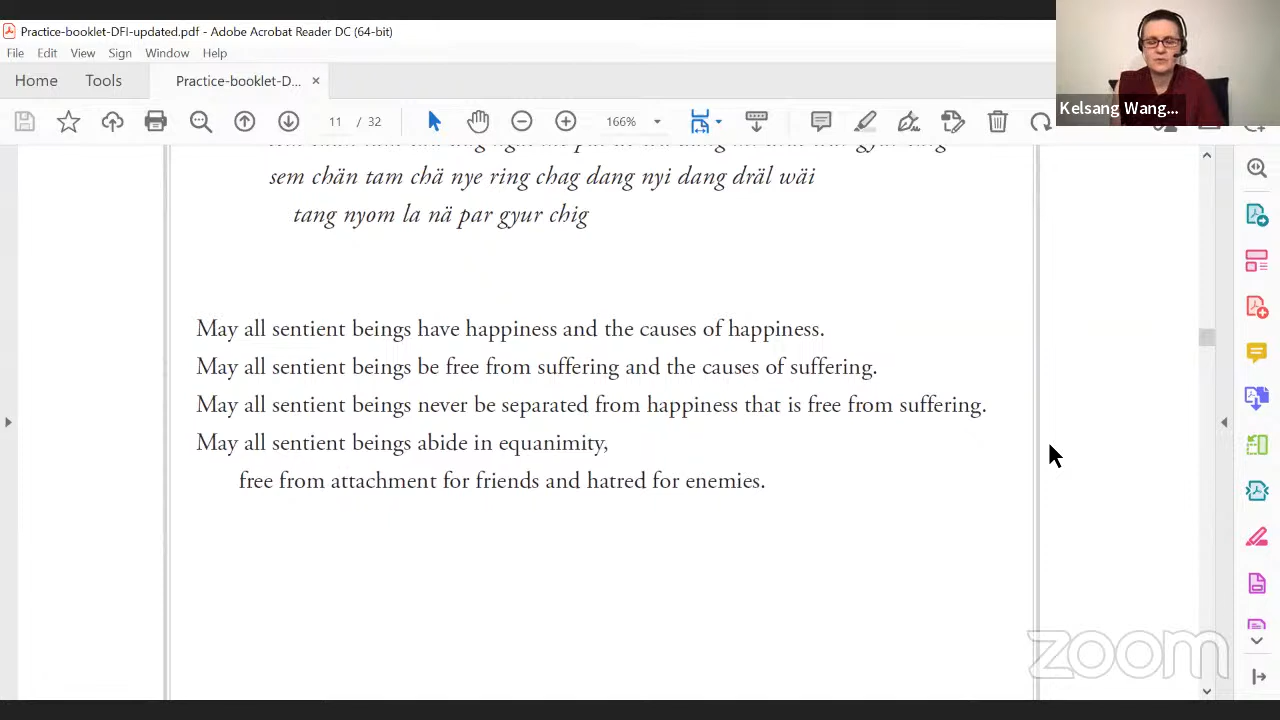 Practice-booklet-DFI-updated.pdf - Adobe Acrobat Reader DC (64-bit)
File Edit View Sign Window Help
Home Tools Practice-booklet-D... ×
11 / 32 166%
Kelsang Wang...
sem chän tam chä nye ring chag dang nyi dang dräl wäi
tang nyom la nä par gyur chig
May all sentient beings have happiness and the causes of happiness.
May all sentient beings be free from suffering and the causes of suffering.
May all sentient beings never be separated from happiness that is free from suffering.
May all sentient beings abide in equanimity,
free from attachment for friends and hatred for enemies.
zoom